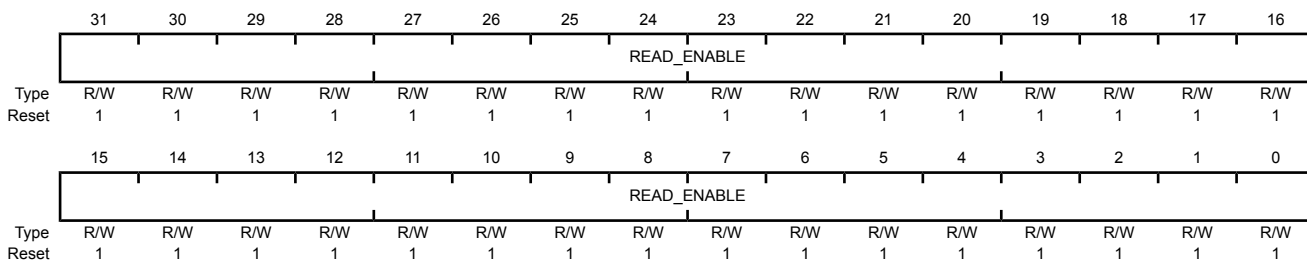 31 30 29 28 27 26 25 24 23 22 21 20 19 18 17 16
READ_ENABLE
Type R/W R/W R/W R/W R/W R/W R/W R/W R/W R/W R/W R/W R/W R/W R/W R/W
Reset 1 1 1 1 1 1 1 1 1 1 1 1 1 1 1 1
15 14 13 12 11 10 9 8 7 6 5 4 3 2 1 0
READ_ENABLE
Type R/W R/W R/W R/W R/W R/W R/W R/W R/W R/W R/W R/W R/W R/W R/W R/W
Reset 1 1 1 1 1 1 1 1 1 1 1 1 1 1 1 1